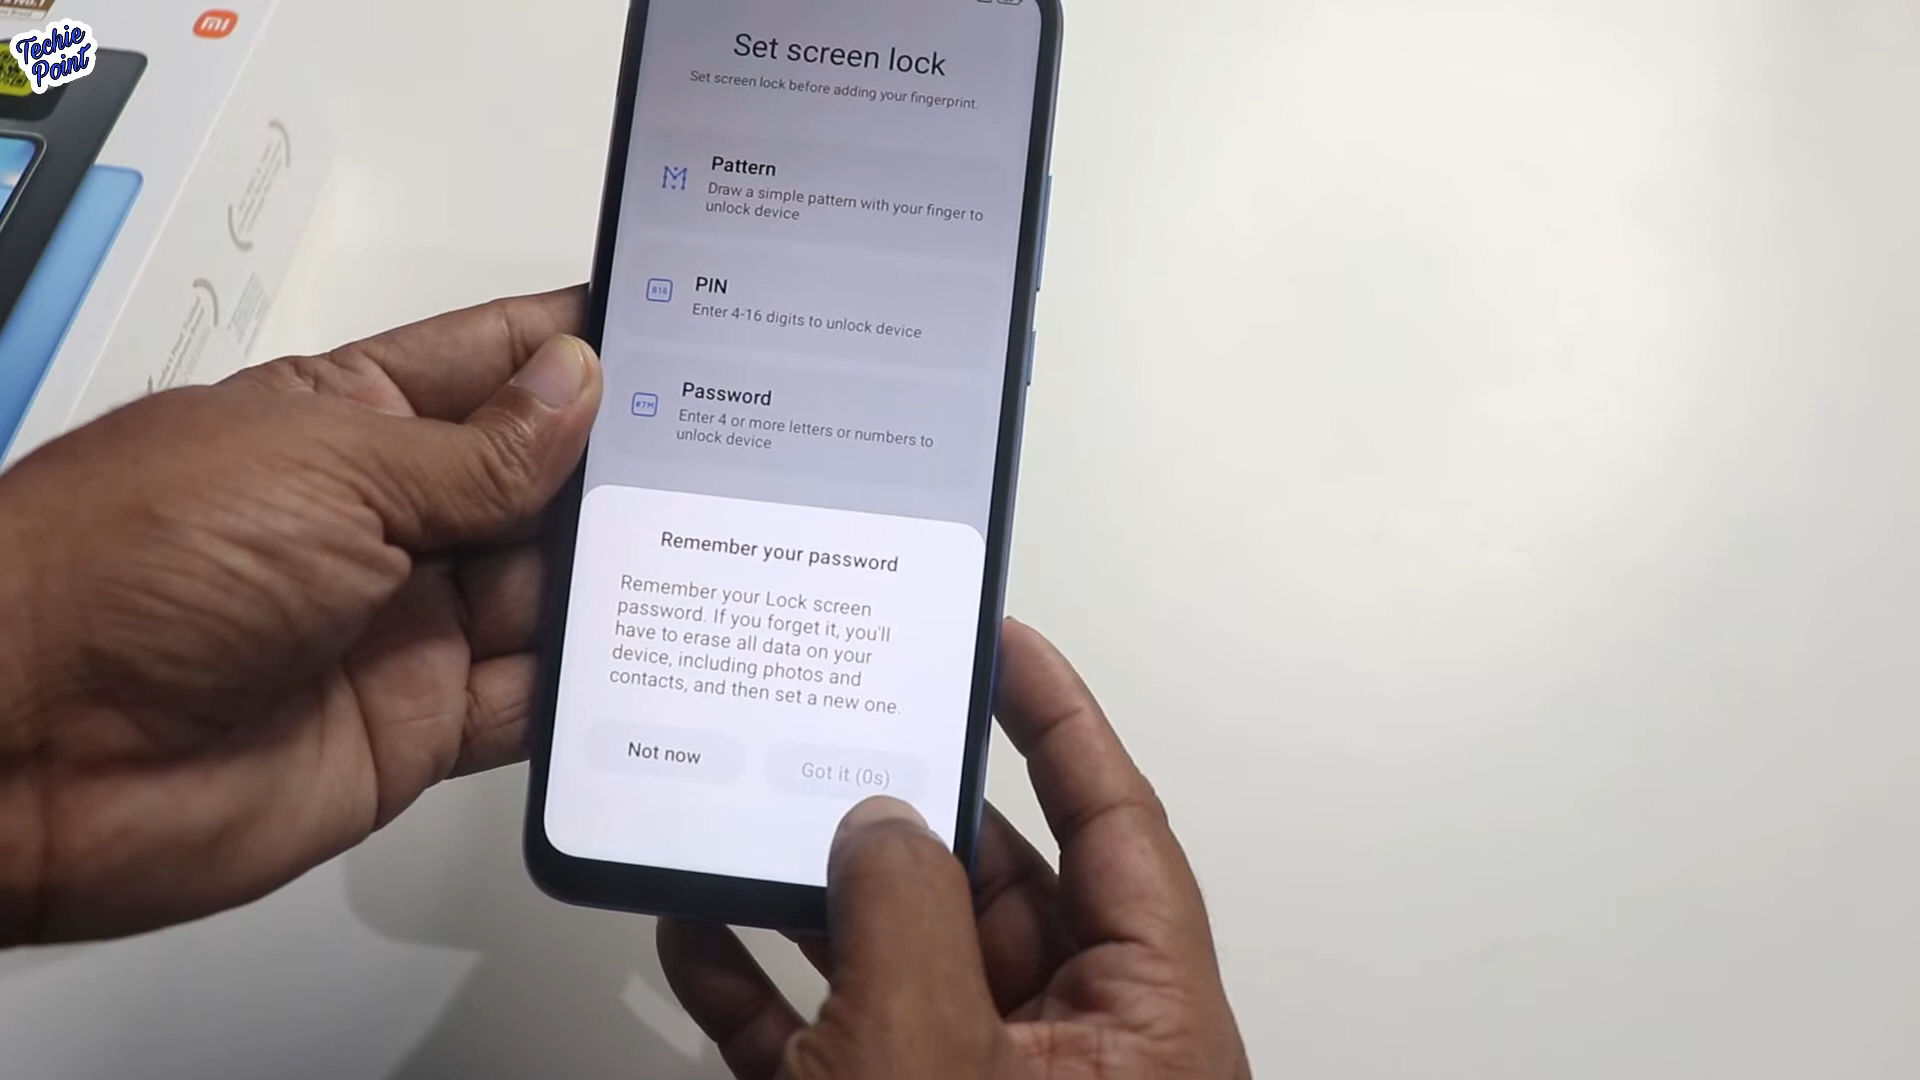 Techie
Point
mi
Set screen lock
Set screen lock before adding your fingerprint.
Pattern
Draw a simple pattern with your finger to
unlock device
PIN
Enter 4-16 digits to unlock device
Password
Enter 4 or more letters or numbers to
unlock device
Remember your password
Remember your Lock screen
password. If you forget it, you'll
have to erase all data on your
device, including photos and
contacts, and then set a new one.
Not now
Got it (0s)